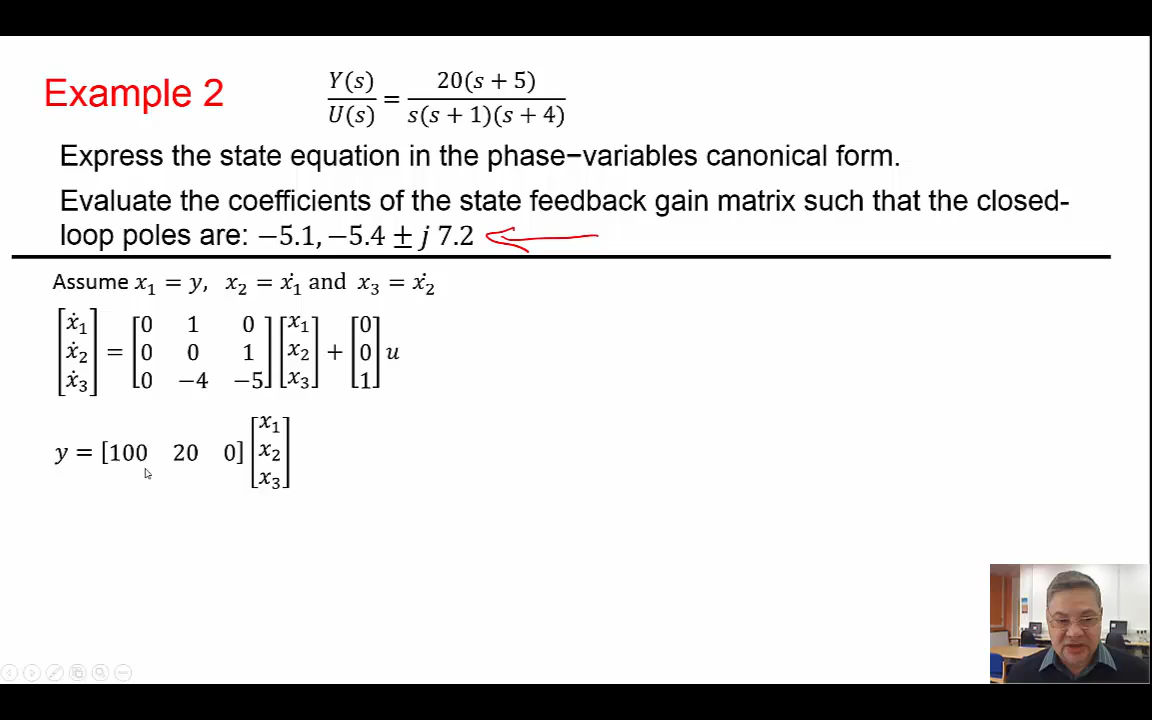 Example 2
Y(s)/U(s) = 20(s + 5)/s(s + 1)(s + 4)
Express the state equation in the phase−variables canonical form.
Evaluate the coefficients of the state feedback gain matrix such that the closed-
loop poles are: −5.1, −5.4 ± j 7.2
Assume x₁ = y, x₂ = ẋ₁ and x₃ = ẋ₂
[ẋ₁; ẋ₂; ẋ₃] = [0 1 0; 0 0 1; 0 −4 −5] [x₁; x₂; x₃] + [0; 0; 1] u
y = [100 20 0] [x₁; x₂; x₃]